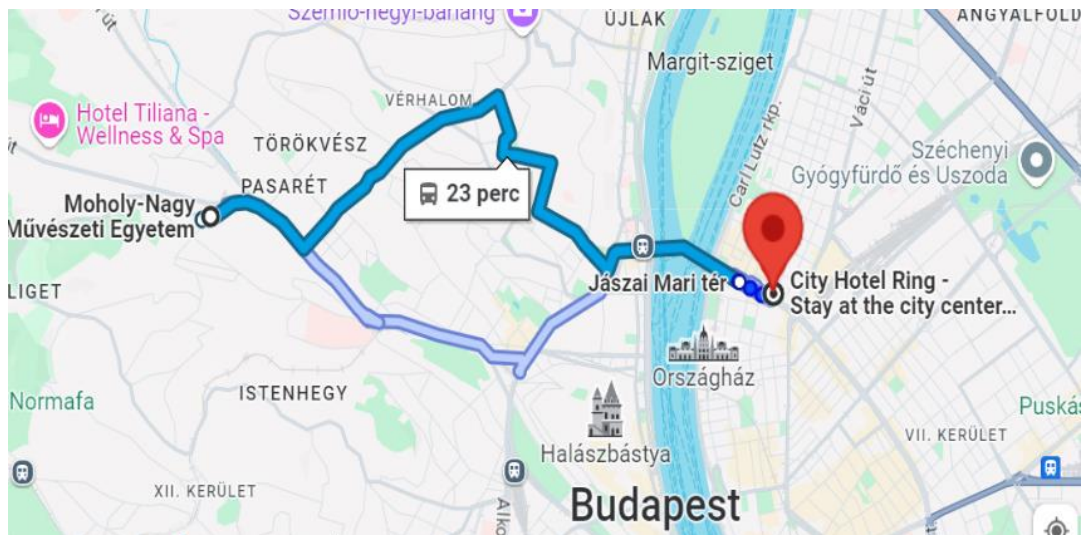 Szemlő-hegyi-barlang
ÚJLAK
ANGYALFÖLD
Margit-sziget
Váci út
VÉRHALOM
Hotel Tiliana -
Wellness & Spa
TÖRÖKVÉSZ
Carl Lutz rkp.
Széchenyi
Gyógyfürdő és Uszoda
PASARÉT
23 perc
Moholy-Nagy
Művészeti Egyetem
Jászai Mari tér
City Hotel Ring -
Stay at the city center...
LIGET
Országház
ISTENHEGY
Normafa
Puskás
VII. KERÜLET
Halászbástya
XII. KERÜLET
Alko
Budapest